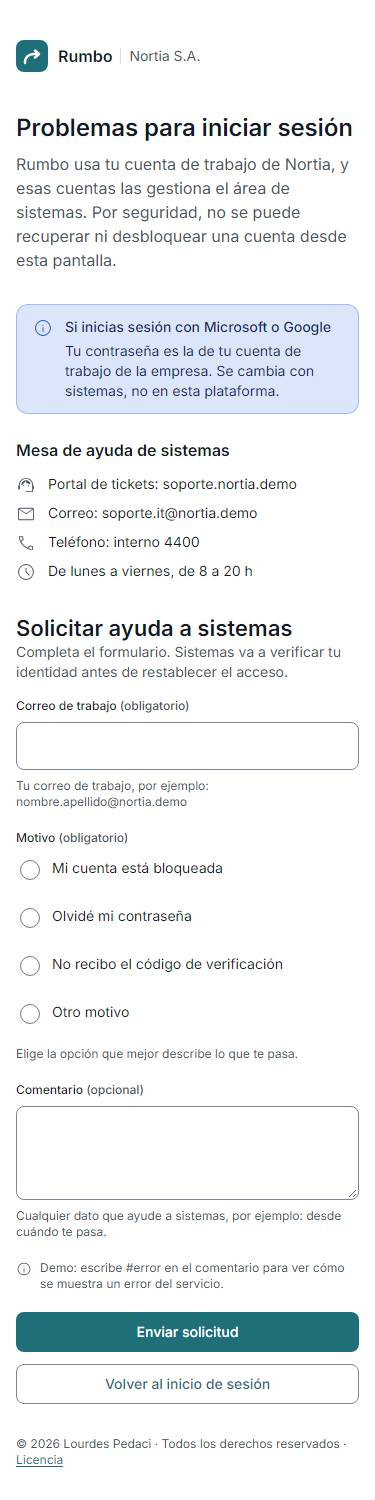 Rumbo
Nortia S.A.
Problemas para iniciar sesión
Rumbo usa tu cuenta de trabajo de Nortia, y
esas cuentas las gestiona el área de
sistemas. Por seguridad, no se puede
recuperar ni desbloquear una cuenta desde
esta pantalla.
Si inicias sesión con Microsoft o Google
Tu contraseña es la de tu cuenta de
trabajo de la empresa. Se cambia con
sistemas, no en esta plataforma.
Mesa de ayuda de sistemas
Portal de tickets: soporte.nortia.demo
Correo: soporte.it@nortia.demo
Teléfono: interno 4400
De lunes a viernes, de 8 a 20 h
Solicitar ayuda a sistemas
Completa el formulario. Sistemas va a verificar tu
identidad antes de restablecer el acceso.
Correo de trabajo (obligatorio)
Tu correo de trabajo, por ejemplo:
nombre.apellido@nortia.demo
Motivo (obligatorio)
Mi cuenta está bloqueada
Olvidé mi contraseña
No recibo el código de verificación
Otro motivo
Elige la opción que mejor describe lo que te pasa.
Comentario (opcional)
Cualquier dato que ayude a sistemas, por ejemplo: desde
cuándo te pasa.
Demo: escribe #error en el comentario para ver cómo
se muestra un error del servicio.
Enviar solicitud
Volver al inicio de sesión
© 2026 Lourdes Pedaci · Todos los derechos reservados ·
Licencia